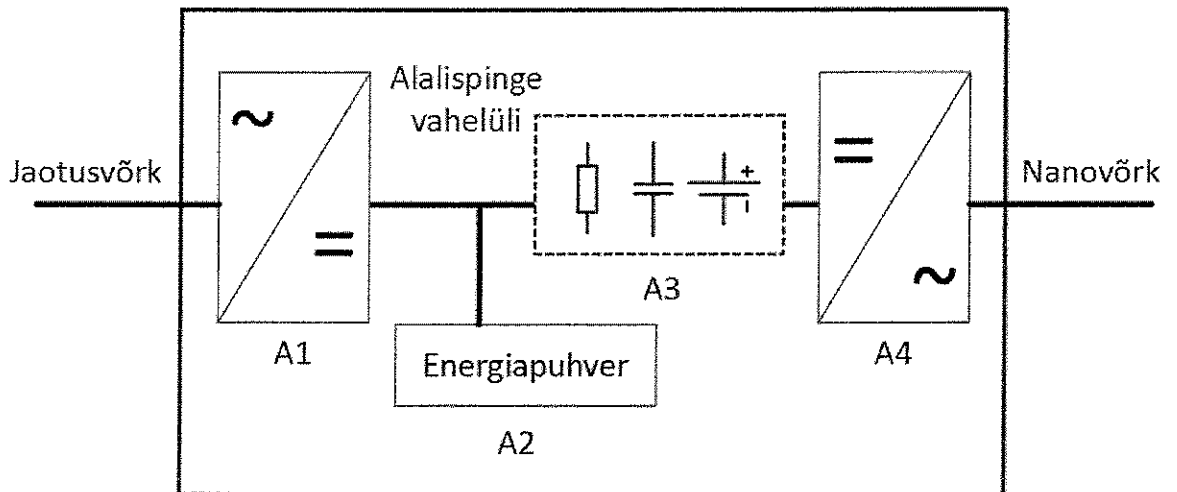 Alalispinge
vahelüli
Jaotusvõrk
Nanovõrk
~
=
=
~
+
-
A3
A1
A4
Energiapuhver
A2